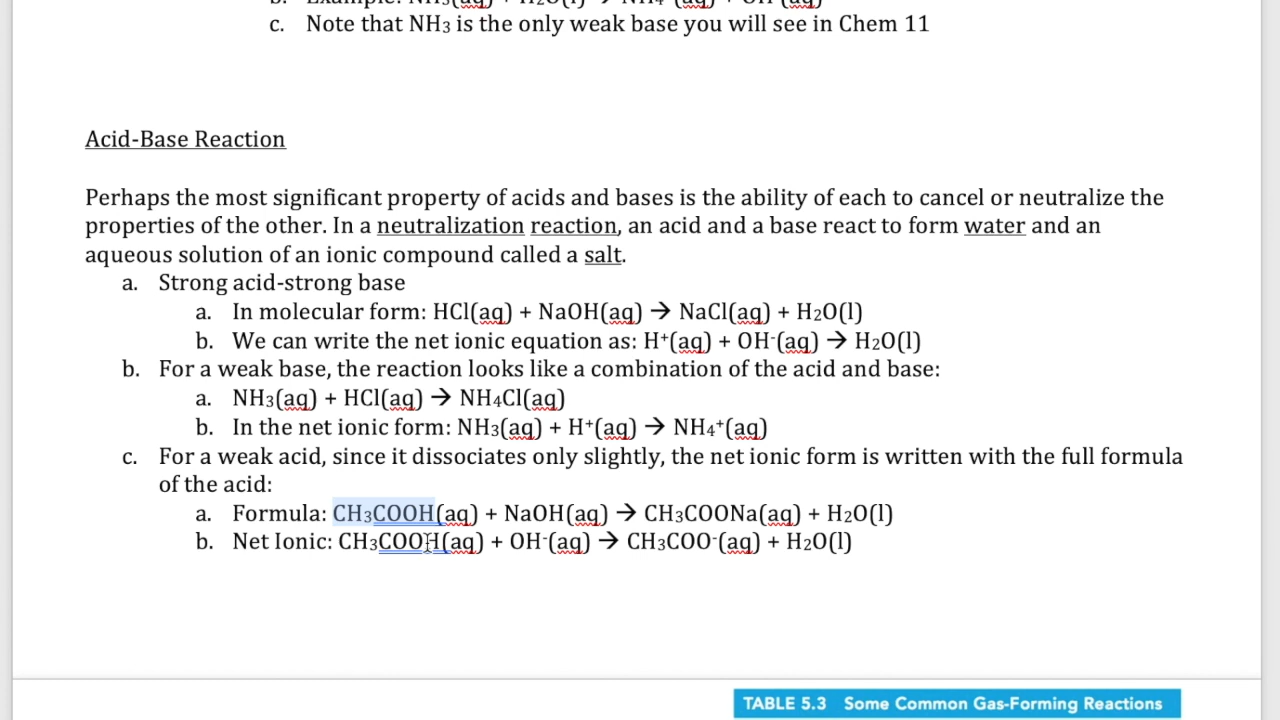 b. Example: NH3(aq) + H2O(l) → NH4+(aq) + OH-(aq)
c. Note that NH3 is the only weak base you will see in Chem 11
Acid-Base Reaction
Perhaps the most significant property of acids and bases is the ability of each to cancel or neutralize the
properties of the other. In a neutralization reaction, an acid and a base react to form water and an
aqueous solution of an ionic compound called a salt.
a. Strong acid-strong base
a. In molecular form: HCl(aq) + NaOH(aq) → NaCl(aq) + H2O(l)
b. We can write the net ionic equation as: H+(aq) + OH-(aq) → H2O(l)
b. For a weak base, the reaction looks like a combination of the acid and base:
a. NH3(aq) + HCl(aq) → NH4Cl(aq)
b. In the net ionic form: NH3(aq) + H+(aq) → NH4+(aq)
c. For a weak acid, since it dissociates only slightly, the net ionic form is written with the full formula
of the acid:
a. Formula: CH3COOH(aq) + NaOH(aq) → CH3COONa(aq) + H2O(l)
b. Net Ionic: CH3COOH(aq) + OH-(aq) → CH3COO-(aq) + H2O(l)
TABLE 5.3 Some Common Gas-Forming Reactions